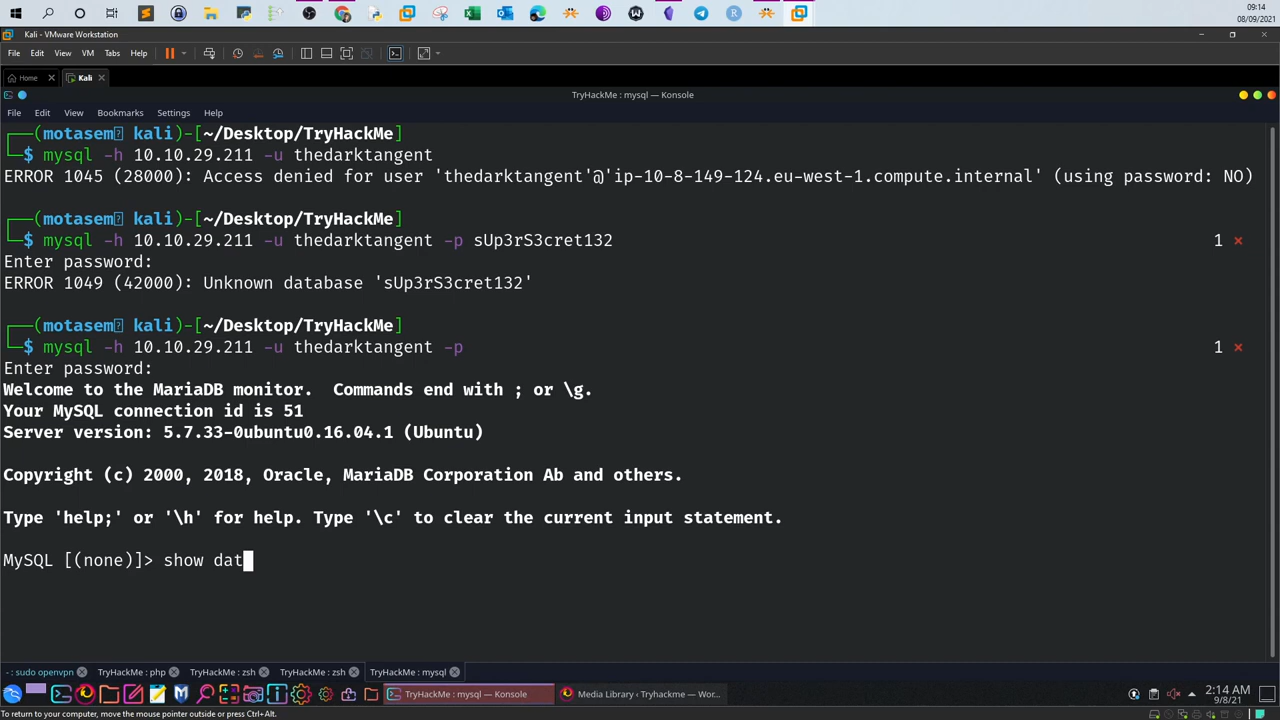 09:14
08/09/2021
Kali - VMware Workstation
File Edit View VM Tabs Help
Home Kali
TryHackMe : mysql — Konsole
File Edit View Bookmarks Settings Help
┌──(motasem kali)-[~/Desktop/TryHackMe]
└─$ mysql -h 10.10.29.211 -u thedarktangent
ERROR 1045 (28000): Access denied for user 'thedarktangent'@'ip-10-8-149-124.eu-west-1.compute.internal' (using password: NO)
┌──(motasem kali)-[~/Desktop/TryHackMe]
└─$ mysql -h 10.10.29.211 -u thedarktangent -p sUp3rS3cret132 1 ×
Enter password:
ERROR 1049 (42000): Unknown database 'sUp3rS3cret132'
┌──(motasem kali)-[~/Desktop/TryHackMe]
└─$ mysql -h 10.10.29.211 -u thedarktangent -p 1 ×
Enter password:
Welcome to the MariaDB monitor.  Commands end with ; or \g.
Your MySQL connection id is 51
Server version: 5.7.33-0ubuntu0.16.04.1 (Ubuntu)
Copyright (c) 2000, 2018, Oracle, MariaDB Corporation Ab and others.
Type 'help;' or '\h' for help. Type '\c' to clear the current input statement.
MySQL [(none)]> show dat
- : sudo openvpn TryHackMe : php TryHackMe : zsh TryHackMe : zsh TryHackMe : mysql
TryHackMe : mysql — Konsole Media Library ‹ Tryhackme — Wor... 2:14 AM
9/8/21
To return to your computer, move the mouse pointer outside or press Ctrl+Alt.